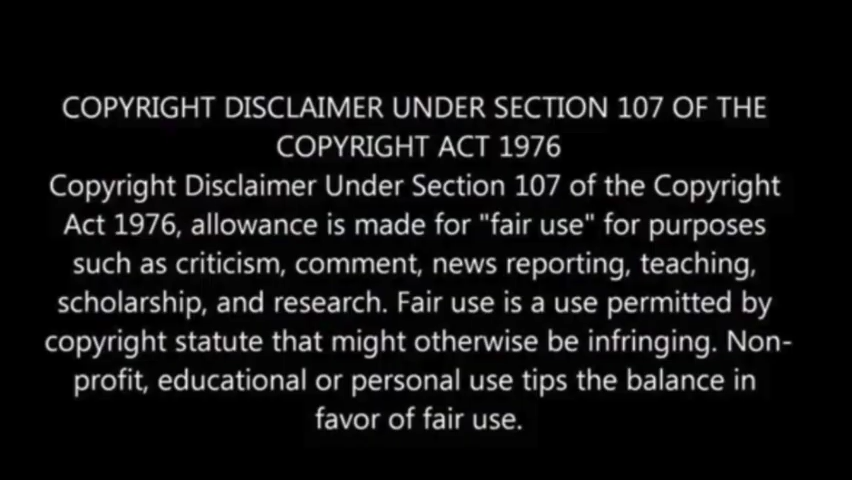 COPYRIGHT DISCLAIMER UNDER SECTION 107 OF THE
COPYRIGHT ACT 1976
Copyright Disclaimer Under Section 107 of the Copyright
Act 1976, allowance is made for "fair use" for purposes
such as criticism, comment, news reporting, teaching,
scholarship, and research. Fair use is a use permitted by
copyright statute that might otherwise be infringing. Non-
profit, educational or personal use tips the balance in
favor of fair use.